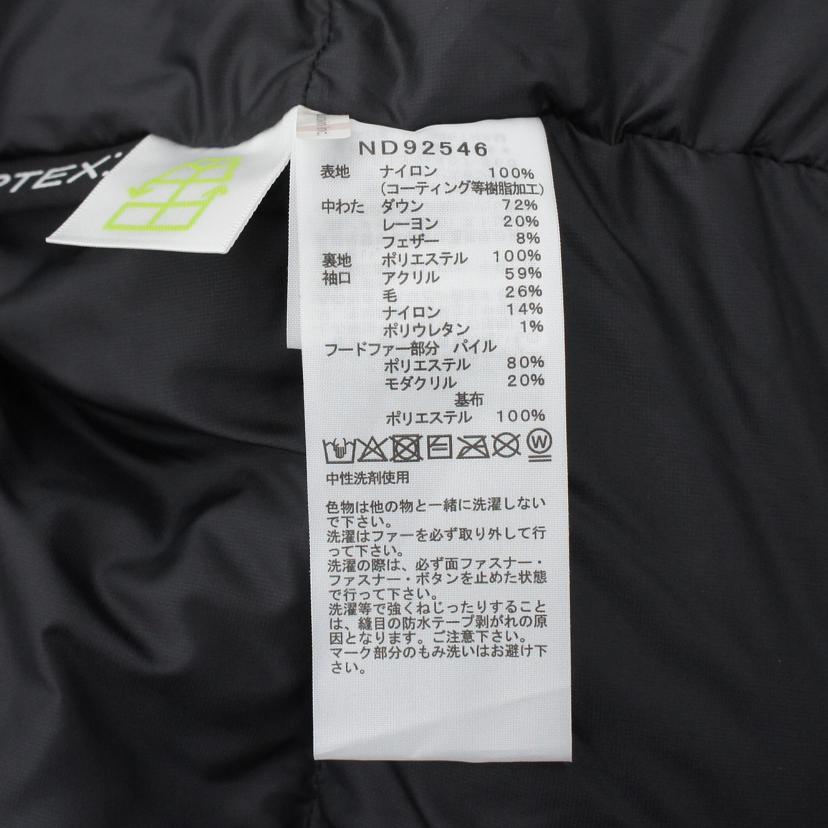 PTEX
ND92546
表地 ナイロン 100%
(コーティング等樹脂加工)
中わた ダウン 72%
レーヨン 20%
フェザー 8%
裏地 ポリエステル 100%
袖口 アクリル 59%
毛 26%
ナイロン 14%
ポリウレタン 1%
フードファー部分 パイル
ポリエステル 80%
モダクリル 20%
基布
ポリエステル 100%
W
中性洗剤使用
色物は他の物と一緒に洗濯しない
で下さい。
洗濯はファーを必ず取り外して行
って下さい。
洗濯の際は、必ず面ファスナー・
ファスナー・ボタンを止めた状態
で行って下さい。
洗濯等で強くねじったりすること
は、縫目の防水テープ剥がれの原
因となります。ご注意下さい。
マーク部分のもみ洗いはお避け下
さい。